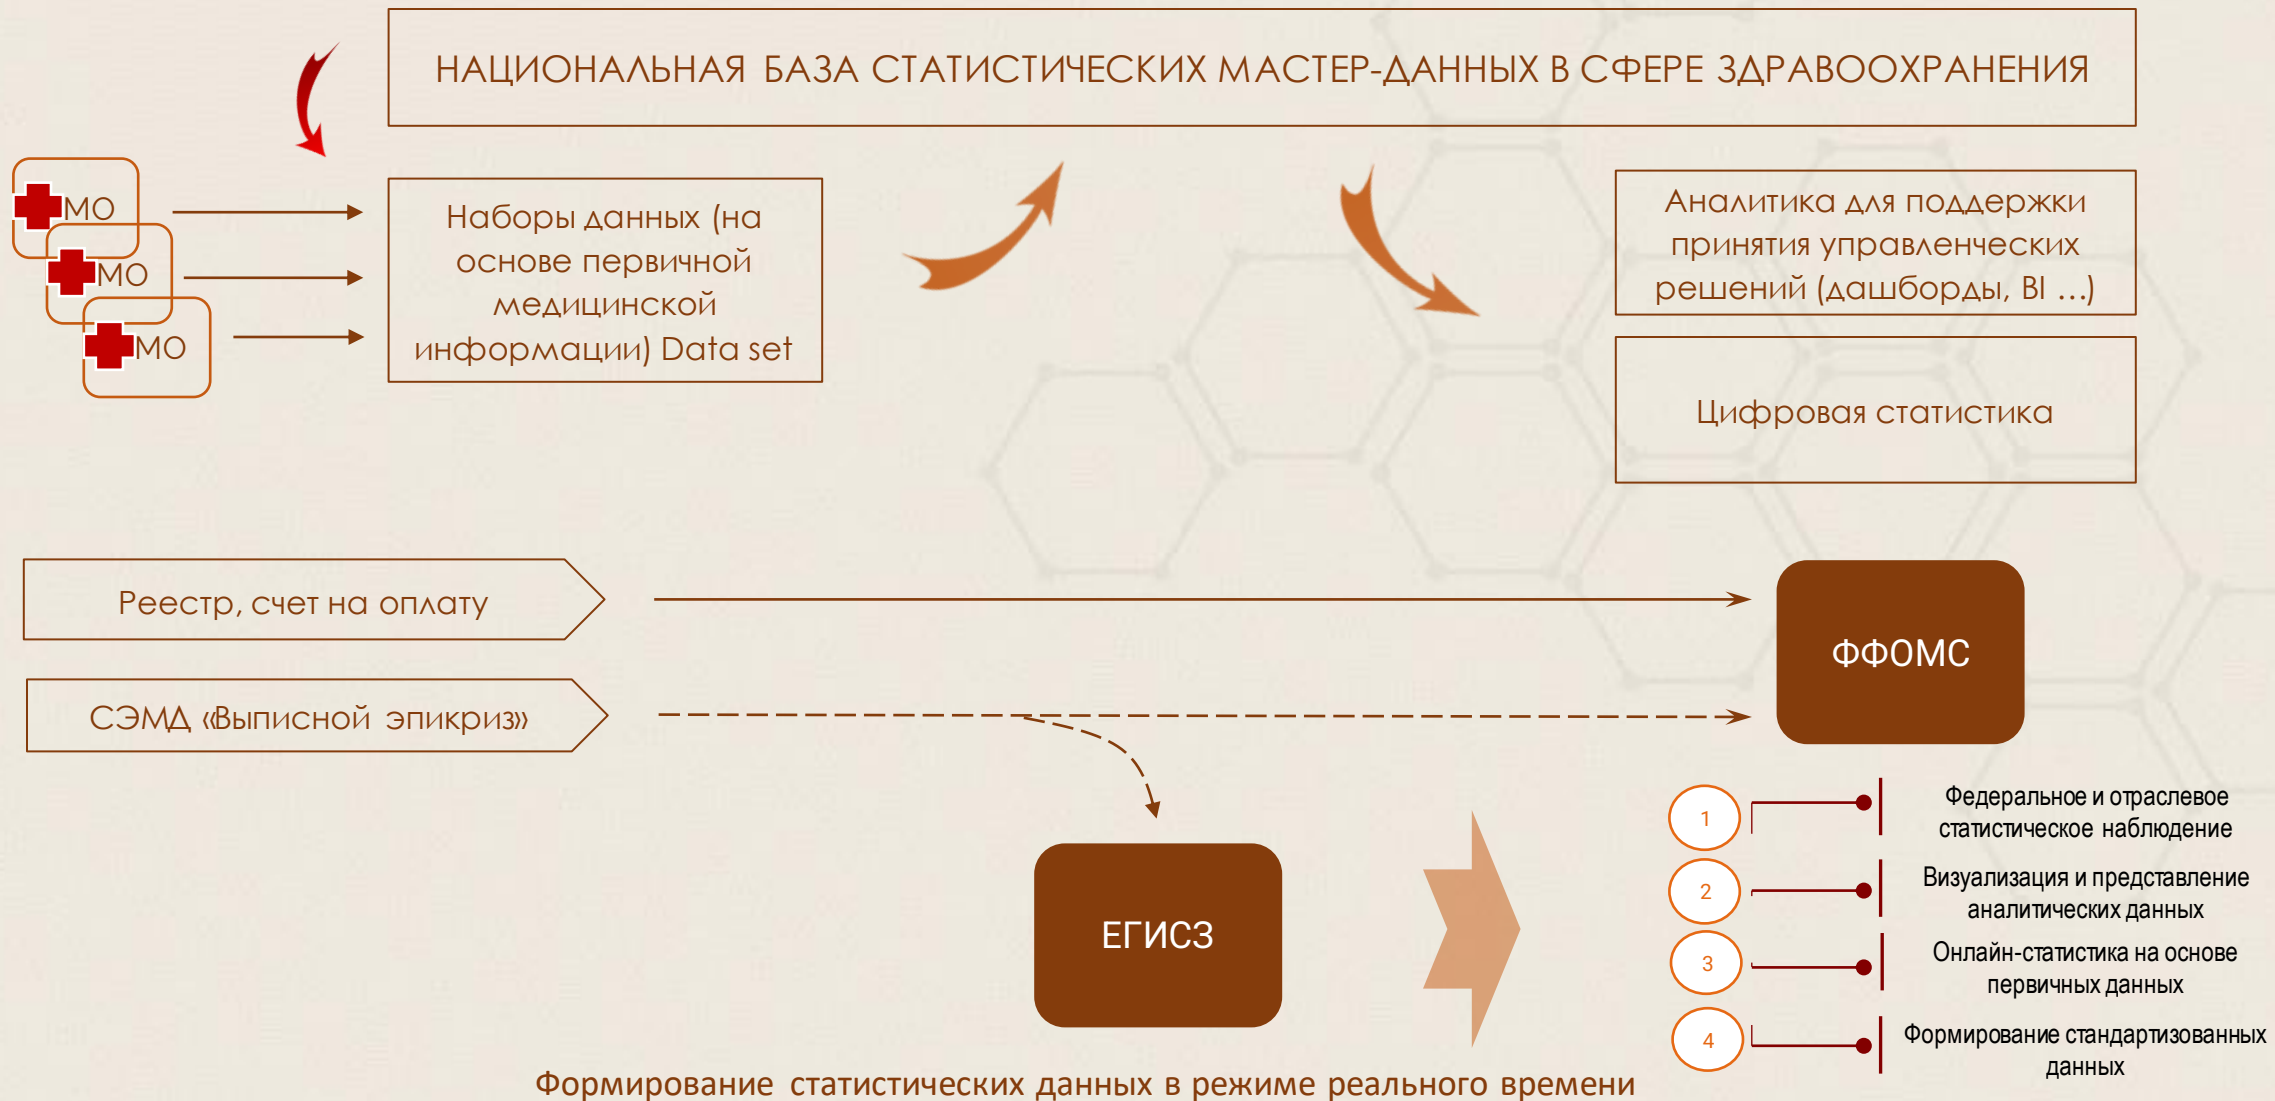 НАЦИОНАЛЬНАЯ БАЗА СТАТИСТИЧЕСКИХ МАСТЕР-ДАННЫХ В СФЕРЕ ЗДРАВООХРАНЕНИЯ
МО
МО
МО
Наборы данных (на
основе первичной
медицинской
информации) Data set
Аналитика для поддержки
принятия управленческих
решений (дашборды, BI ...)
Цифровая статистика
Реестр, счет на оплату
СЭМД «Выписной эпикриз»
ФФОМС
ЕГИСЗ
1
Федеральное и отраслевое
статистическое наблюдение
2
Визуализация и представление
аналитических данных
3
Онлайн-статистика на основе
первичных данных
4
Формирование стандартизованных
данных
Формирование статистических данных в режиме реального времени